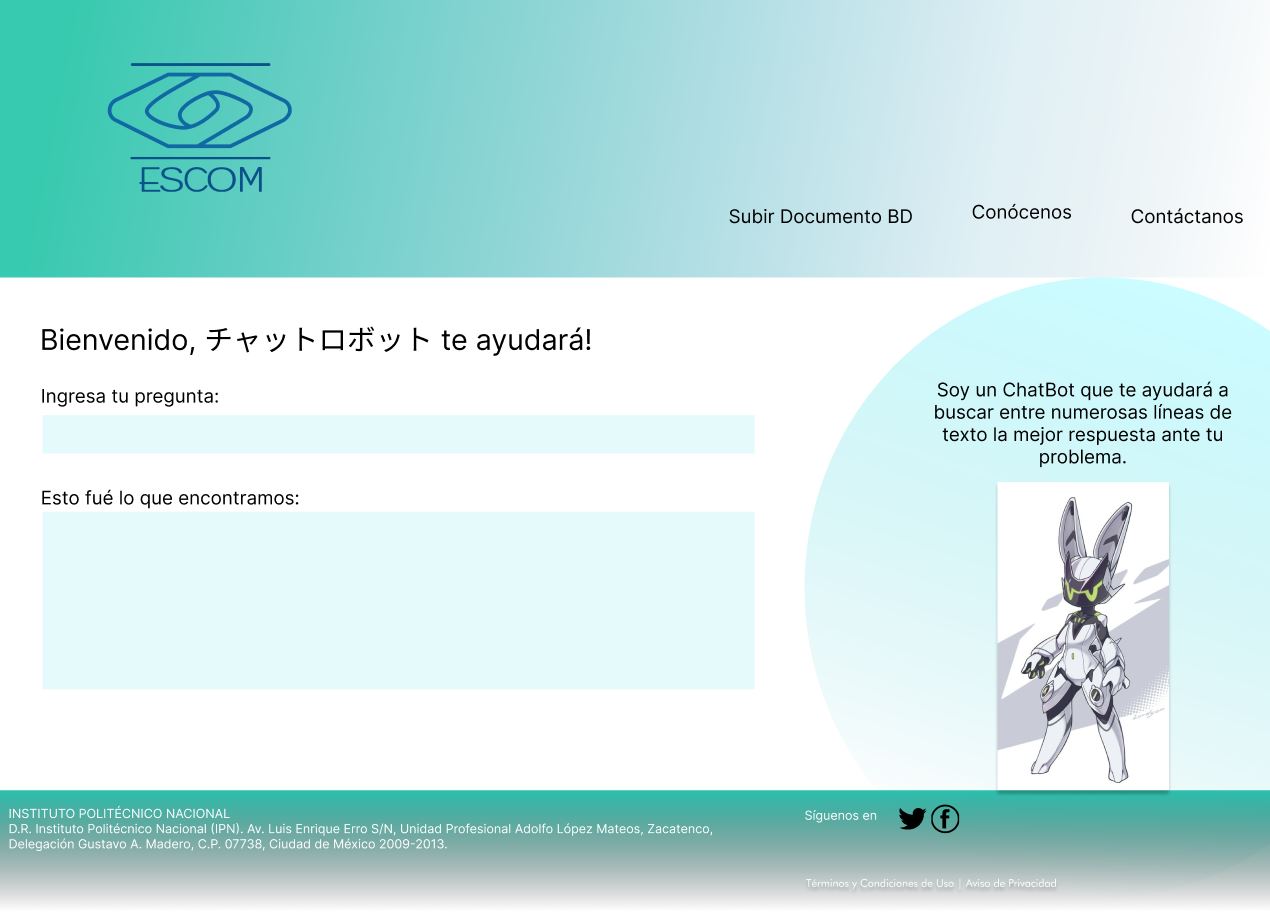 ESCOM
Subir Documento BD
Conócenos
Contáctanos
Bienvenido, チャットロボット te ayudará!
Ingresa tu pregunta:
Esto fué lo que encontramos:
Soy un ChatBot que te ayudará a
buscar entre numerosas líneas de
texto la mejor respuesta ante tu
problema.
INSTITUTO POLITÉCNICO NACIONAL
D.R. Instituto Politécnico Nacional (IPN). Av. Luis Enrique Erro S/N, Unidad Profesional Adolfo López Mateos, Zacatenco,
Delegación Gustavo A. Madero, C.P. 07738, Ciudad de México 2009-2013.
Síguenos en
Términos y Condiciones de Uso | Aviso de Privacidad